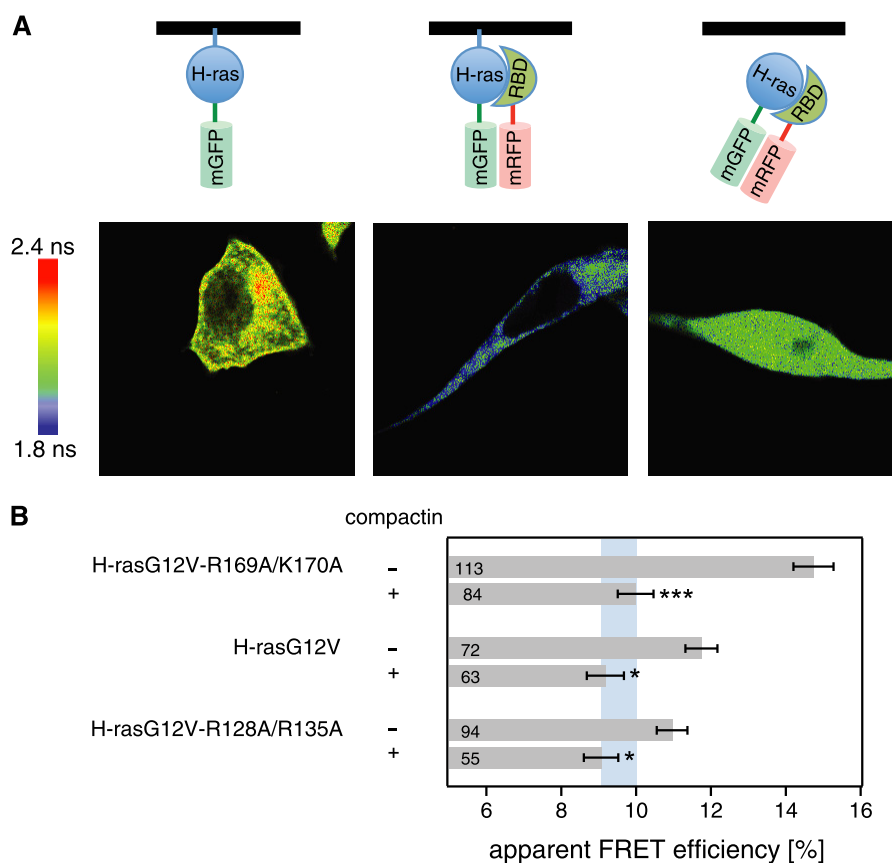 A
H-ras
mGFP
H-ras
RBD
mGFP
mRFP
H-ras
RBD
mGFP
mRFP
2.4 ns
1.8 ns
B
compactin
H-rasG12V-R169A/K170A
– 113
+ 84 ***
H-rasG12V
– 72
+ 63 *
H-rasG12V-R128A/R135A
– 94
+ 55 *
6 8 10 12 14 16
apparent FRET efficiency [%]